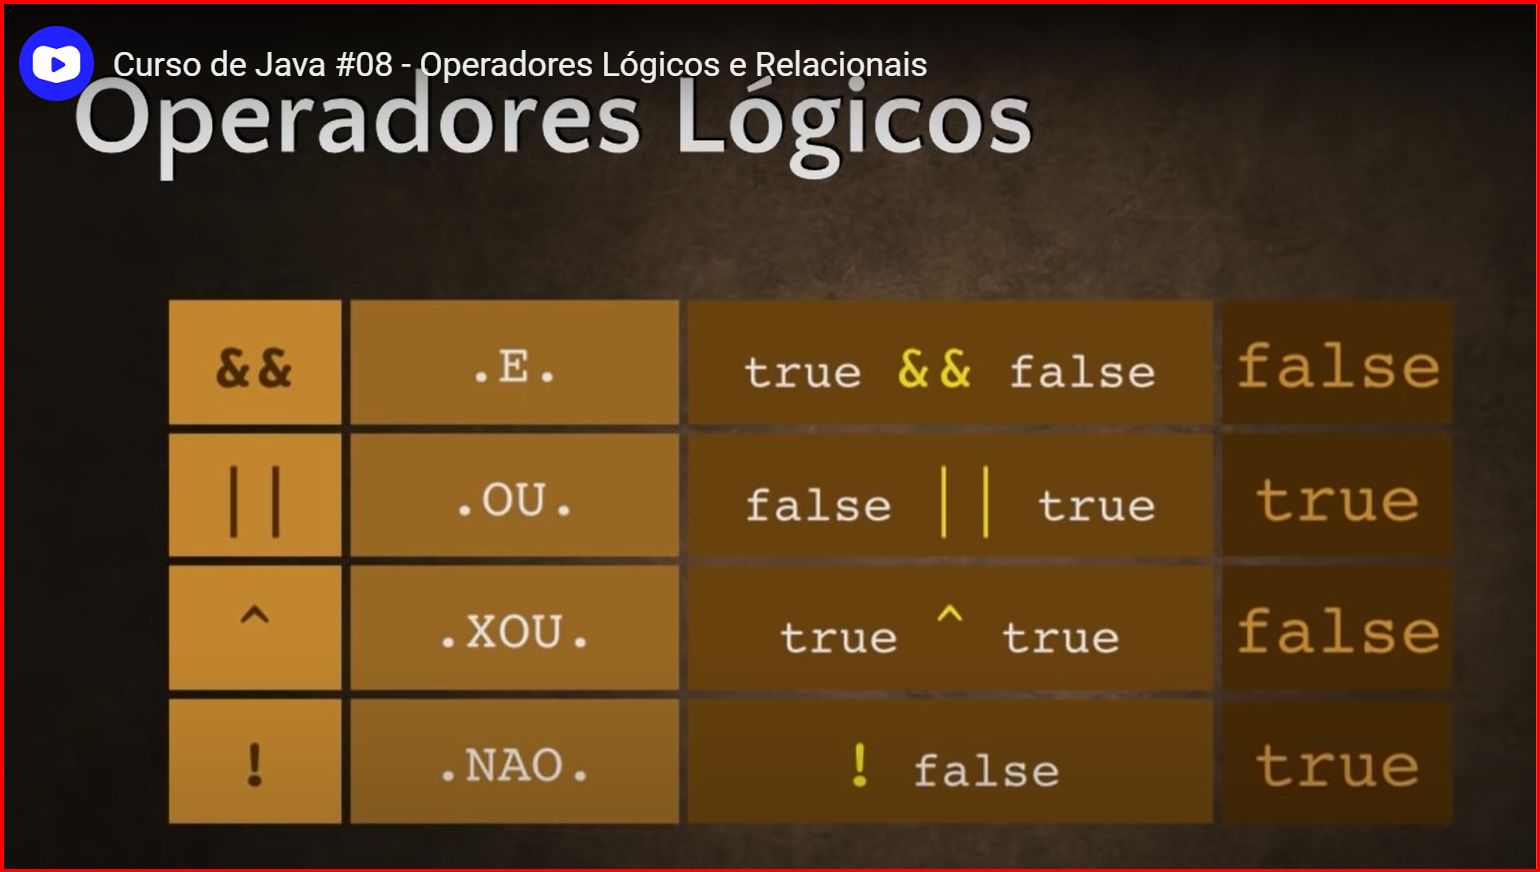 Curso de Java #08 - Operadores Lógicos e Relacionais
Operadores Lógicos
&& .E. true && false false
|| .OU. false || true true
^ .XOU. true ^ true false
! .NAO. ! false true